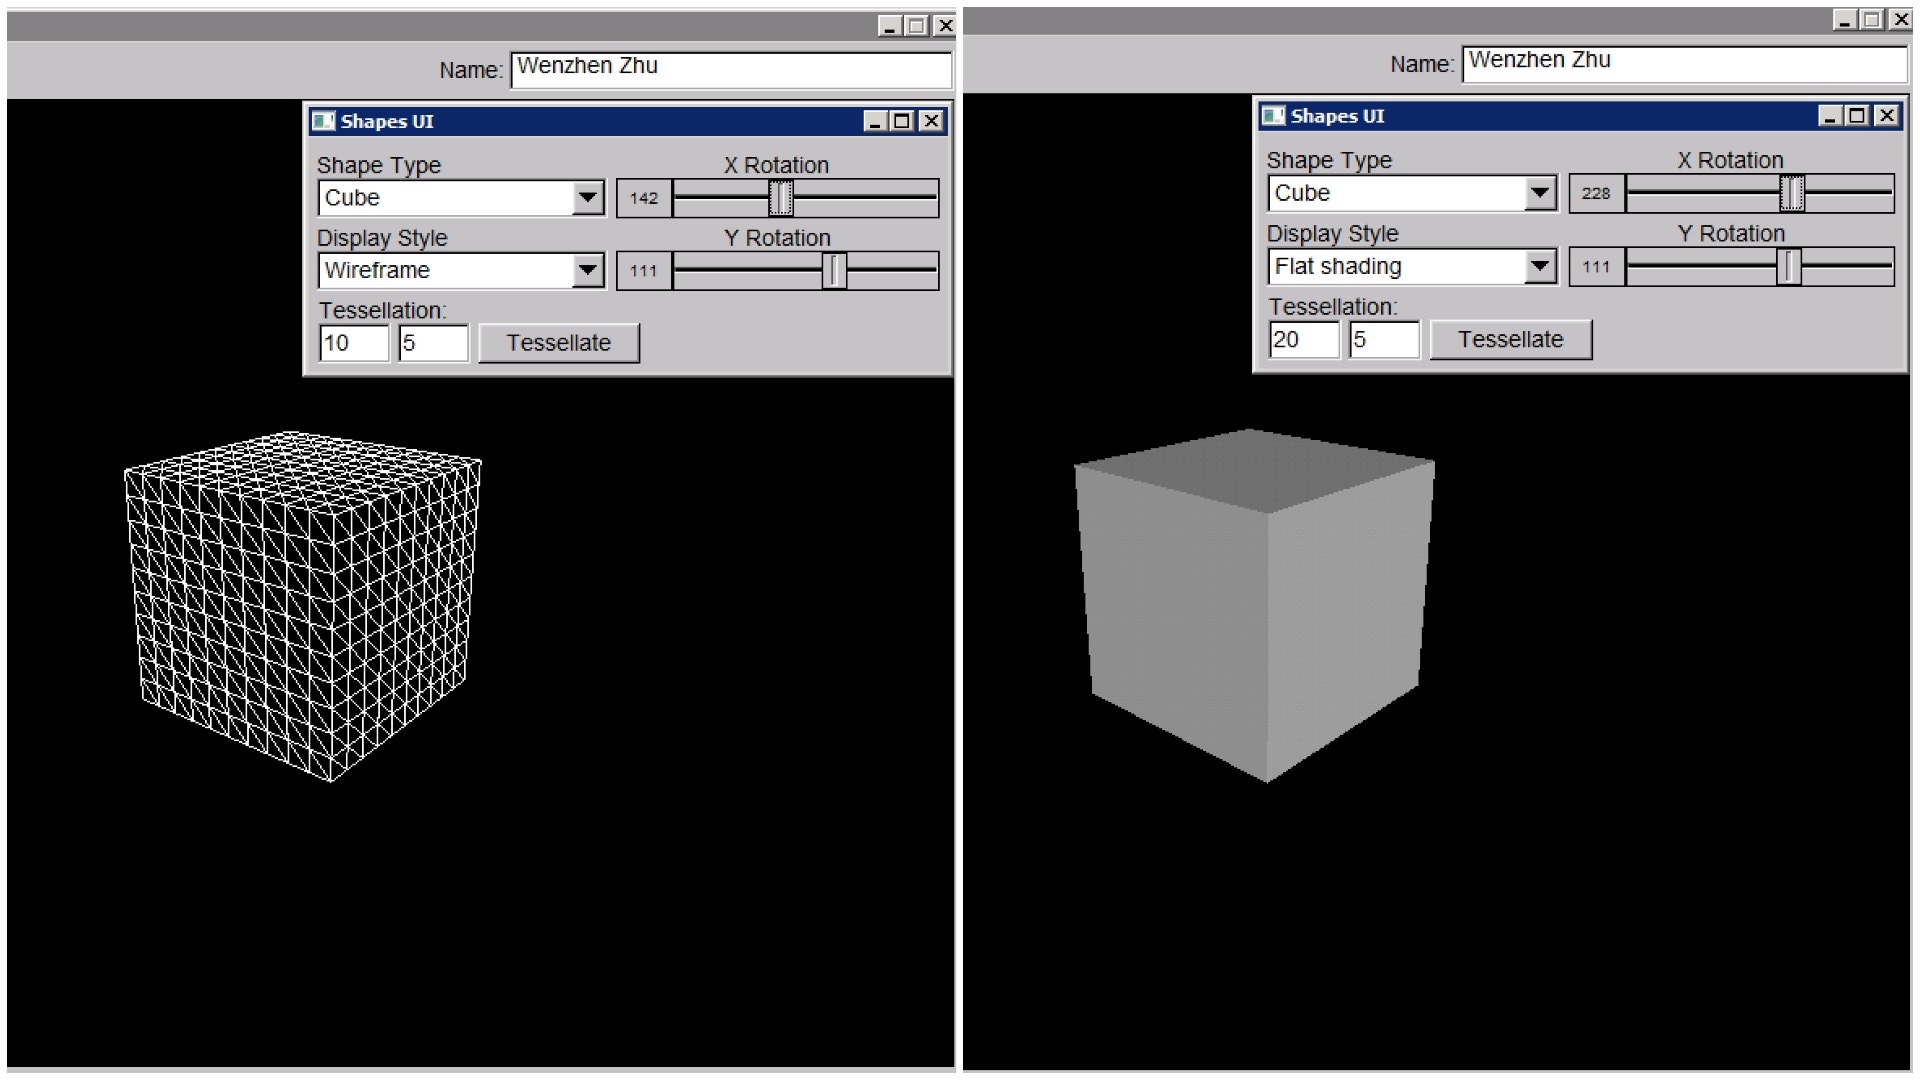 Name: Wenzhen Zhu
Shapes UI
Shape Type X Rotation
Cube 142
Display Style Y Rotation
Wireframe 111
Tessellation:
10 5 Tessellate
Name: Wenzhen Zhu
Shapes UI
Shape Type X Rotation
Cube 228
Display Style Y Rotation
Flat shading 111
Tessellation:
20 5 Tessellate